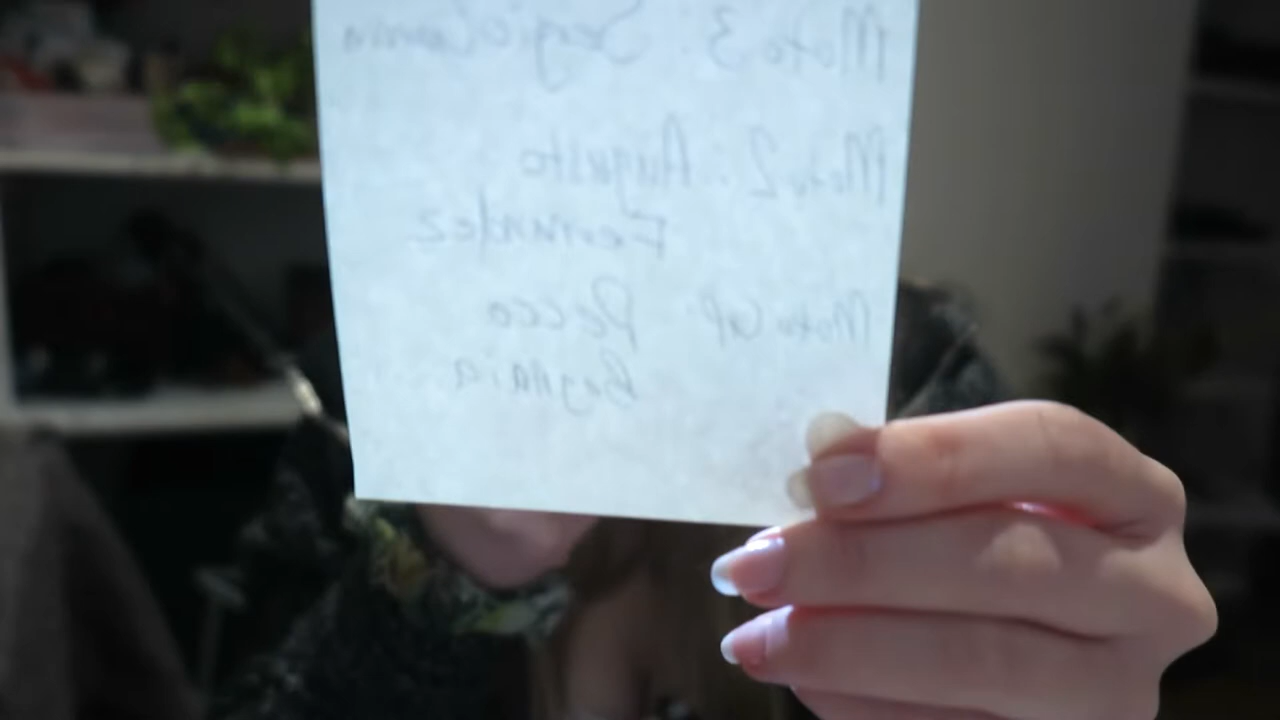 Moto 3: Sergio Garcia
Moto 2: Augusto
Fernandez
Moto GP: Pecco
Bagnaia